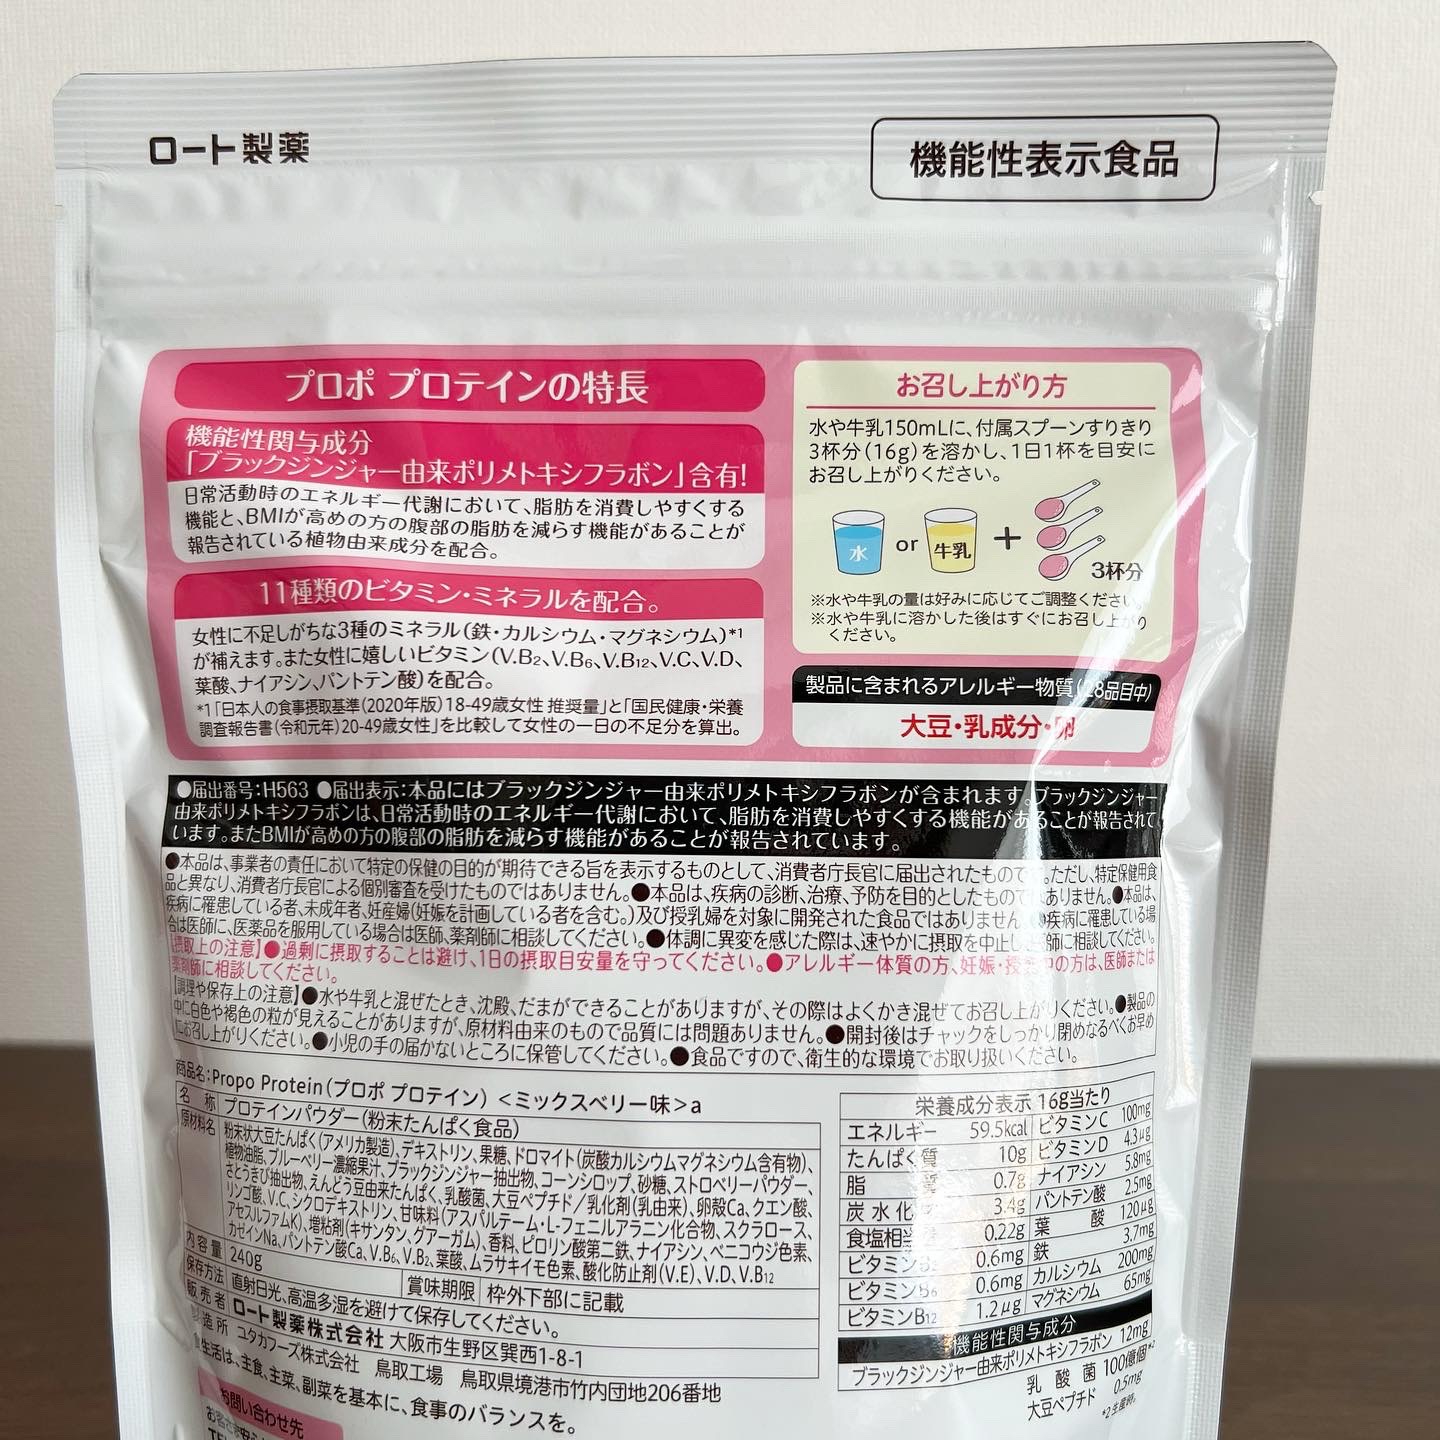 ロート製薬
機能性表示食品
プロポ プロテインの特長
機能性関与成分
「ブラックジンジャー由来ポリメトキシフラボン」含有!
日常活動時のエネルギー代謝において、脂肪を消費しやすくする
機能と、BMIが高めの方の腹部の脂肪を減らす機能があることが
報告されている植物由来成分を配合。
11種類のビタミン・ミネラルを配合。
女性に不足しがちな3種のミネラル(鉄・カルシウム・マグネシウム)*1
が補えます。また女性に嬉しいビタミン(V.B2、V.B6、V.B12、V.C、V.D、
葉酸、ナイアシン、パントテン酸)を配合。
*1「日本人の食事摂取基準(2020年版)18-49歳女性 推奨量」と「国民健康・栄養
調査報告書(令和元年)20-49歳女性」を比較して女性の一日の不足分を算出。
お召し上がり方
水や牛乳150mLに、付属スプーンすりきり
3杯分(16g)を溶かし、1日1杯を目安に
お召し上がりください。
水 or 牛乳 + 3杯分
※水や牛乳の量は好みに応じてご調整ください。
※水や牛乳に溶かした後はすぐにお召し上がり
ください。
製品に含まれるアレルギー物質(28品目中)
大豆・乳成分・卵
●届出番号:H563 ●届出表示:本品にはブラックジンジャー由来ポリメトキシフラボンが含まれます。ブラックジンジャー
由来ポリメトキシフラボンは、日常活動時のエネルギー代謝において、脂肪を消費しやすくする機能があることが報告されて
います。またBMIが高めの方の腹部の脂肪を減らす機能があることが報告されています。
●本品は、事業者の責任において特定の保健の目的が期待できる旨を表示するものとして、消費者庁長官に届出されたものです。ただし、特定保健用食
品と異なり、消費者庁長官による個別審査を受けたものではありません。●本品は、疾病の診断、治療、予防を目的としたものではありません。●本品は、
疾病に罹患している者、未成年者、妊産婦(妊娠を計画している者を含む。)及び授乳婦を対象に開発された食品ではありません。●疾病に罹患している場
合は医師に、医薬品を服用している場合は医師、薬剤師に相談してください。●体調に異変を感じた際は、速やかに摂取を中止し、医師に相談してください。
【摂取上の注意】●過剰に摂取することは避け、1日の摂取目安量を守ってください。●アレルギー体質の方、妊娠・授乳中の方は、医師または
薬剤師に相談してください。
【調理や保存上の注意】●水や牛乳と混ぜたとき、沈殿、だまができることがありますが、その際はよくかき混ぜてお召し上がりください。●製品の
中に白色や褐色の粒が見えることがありますが、原材料由来のもので品質には問題ありません。●開封後はチャックをしっかり閉めなるべくお早め
にお召し上がりください。●小児の手の届かないところに保管してください。●食品ですので、衛生的な環境でお取り扱いください。
商品名:Propo Protein(プロポ プロテイン) <ミックスベリー味>a
名 称 プロテインパウダー(粉末たんぱく食品)
原材料名 粉末状大豆たんぱく(アメリカ製造)、デキストリン、果糖、ドロマイト(炭酸カルシウムマグネシウム含有物)、
植物油脂、ブルーベリー濃縮果汁、ブラックジンジャー抽出物、コーンシロップ、砂糖、ストロベリーパウダー、
さとうきび抽出物、えんどう豆由来たんぱく、乳酸菌、大豆ペプチド/乳化剤(乳由来)、卵殻Ca、クエン酸、
リンゴ酸、V.C、シクロデキストリン、甘味料(アスパルテーム・L-フェニルアラニン化合物、スクラロース、
アセスルファムK)、増粘剤(キサンタン、グアーガム)、香料、ピロリン酸第二鉄、ナイアシン、ベニコウジ色素、
カゼインNa、パントテン酸Ca、V.B6、V.B2、葉酸、ムラサキイモ色素、酸化防止剤(V.E)、V.D、V.B12
内容量 240g
保存方法 直射日光、高温多湿を避けて保存してください。 賞味期限 枠外下部に記載
販売者 ロート製薬株式会社 大阪市生野区巽西1-8-1
製造所 ユタカフーズ株式会社 鳥取工場 鳥取県境港市竹内団地206番地
食生活は、主食、主菜、副菜を基本に、食事のバランスを。
お問い合わせ先
栄養成分表示 16g当たり
エネルギー 59.5kcal ビタミンC 100mg
たんぱく質 10g ビタミンD 4.3μg
脂 質 0.7g ナイアシン 5.8mg
炭水化物 3.4g パントテン酸 2.5mg
食塩相当量 0.22g 葉 酸 120μg
ビタミンB2 0.6mg 鉄 3.7mg
ビタミンB6 0.6mg カルシウム 200mg
ビタミンB12 1.2μg マグネシウム 65mg
機能性関与成分
ブラックジンジャー由来ポリメトキシフラボン 12mg
乳 酸 菌 100億個*2
大豆ペプチド 0.5mg
*2 生産時。